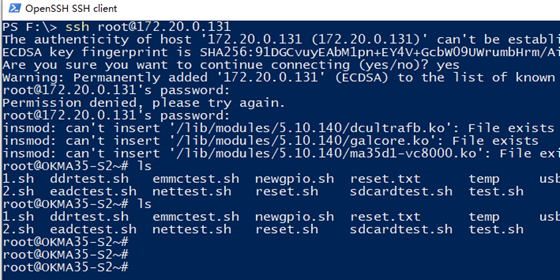 OpenSSH SSH client
PS F:\> ssh root@172.20.0.131
The authenticity of host '172.20.0.131 (172.20.0.131)' can't be establi
ECDSA key fingerprint is SHA256:91DGCvuyEAbM1pn+EY4V+GcbW09UWrumbHrm/Ai
Are you sure you want to continue connecting (yes/no)? yes
Warning: Permanently added '172.20.0.131' (ECDSA) to the list of known
root@172.20.0.131's password:
Permission denied, please try again.
root@172.20.0.131's password:
insmod: can't insert '/lib/modules/5.10.140/dcultrafb.ko': File exists
insmod: can't insert '/lib/modules/5.10.140/galcore.ko': File exists
insmod: can't insert '/lib/modules/5.10.140/ma35d1-vc8000.ko': File exi
root@OKMA35-S2~# ls
1.sh ddrtest.sh emmctest.sh newgpio.sh reset.txt temp usb
2.sh eadctest.sh nettest.sh reset.sh sdcardtest.sh test.sh
root@OKMA35-S2~# ls
1.sh ddrtest.sh emmctest.sh newgpio.sh reset.txt temp usb
2.sh eadctest.sh nettest.sh reset.sh sdcardtest.sh test.sh
root@OKMA35-S2~#
root@OKMA35-S2~#
root@OKMA35-S2~#